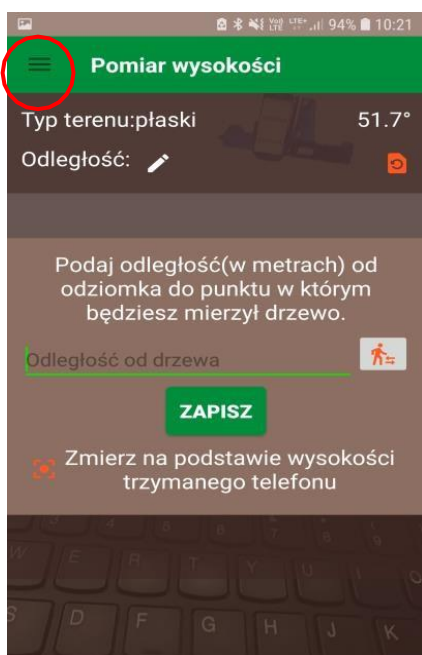 94% 10:21
Pomiar wysokości
Typ terenu:płaski 51.7°
Odległość:
Podaj odległość(w metrach) od
odziomka do punktu w którym
będziesz mierzył drzewo.
Odległość od drzewa
ZAPISZ
Zmierz na podstawie wysokości
trzymanego telefonu
W E R T Y U
S D F G H J K